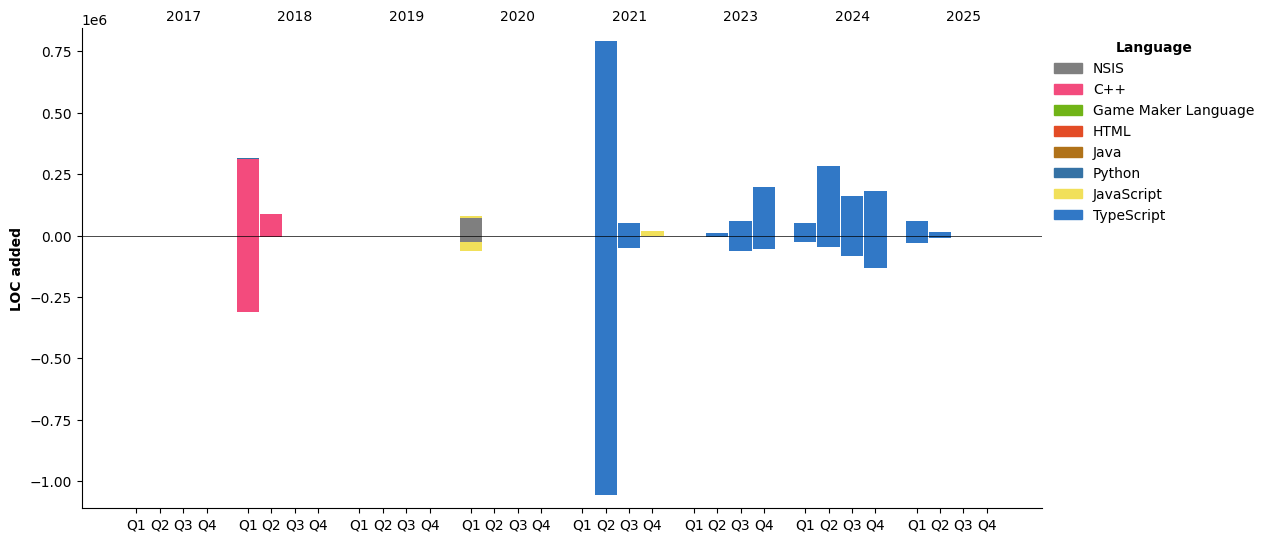 1e6
2017 2018 2019 2020 2021 2023 2024 2025
LOC added
0.75
0.50
0.25
0.00
−0.25
−0.50
−0.75
−1.00
Q1 Q2 Q3 Q4 Q1 Q2 Q3 Q4 Q1 Q2 Q3 Q4 Q1 Q2 Q3 Q4 Q1 Q2 Q3 Q4 Q1 Q2 Q3 Q4 Q1 Q2 Q3 Q4 Q1 Q2 Q3 Q4
Language
NSIS
C++
Game Maker Language
HTML
Java
Python
JavaScript
TypeScript